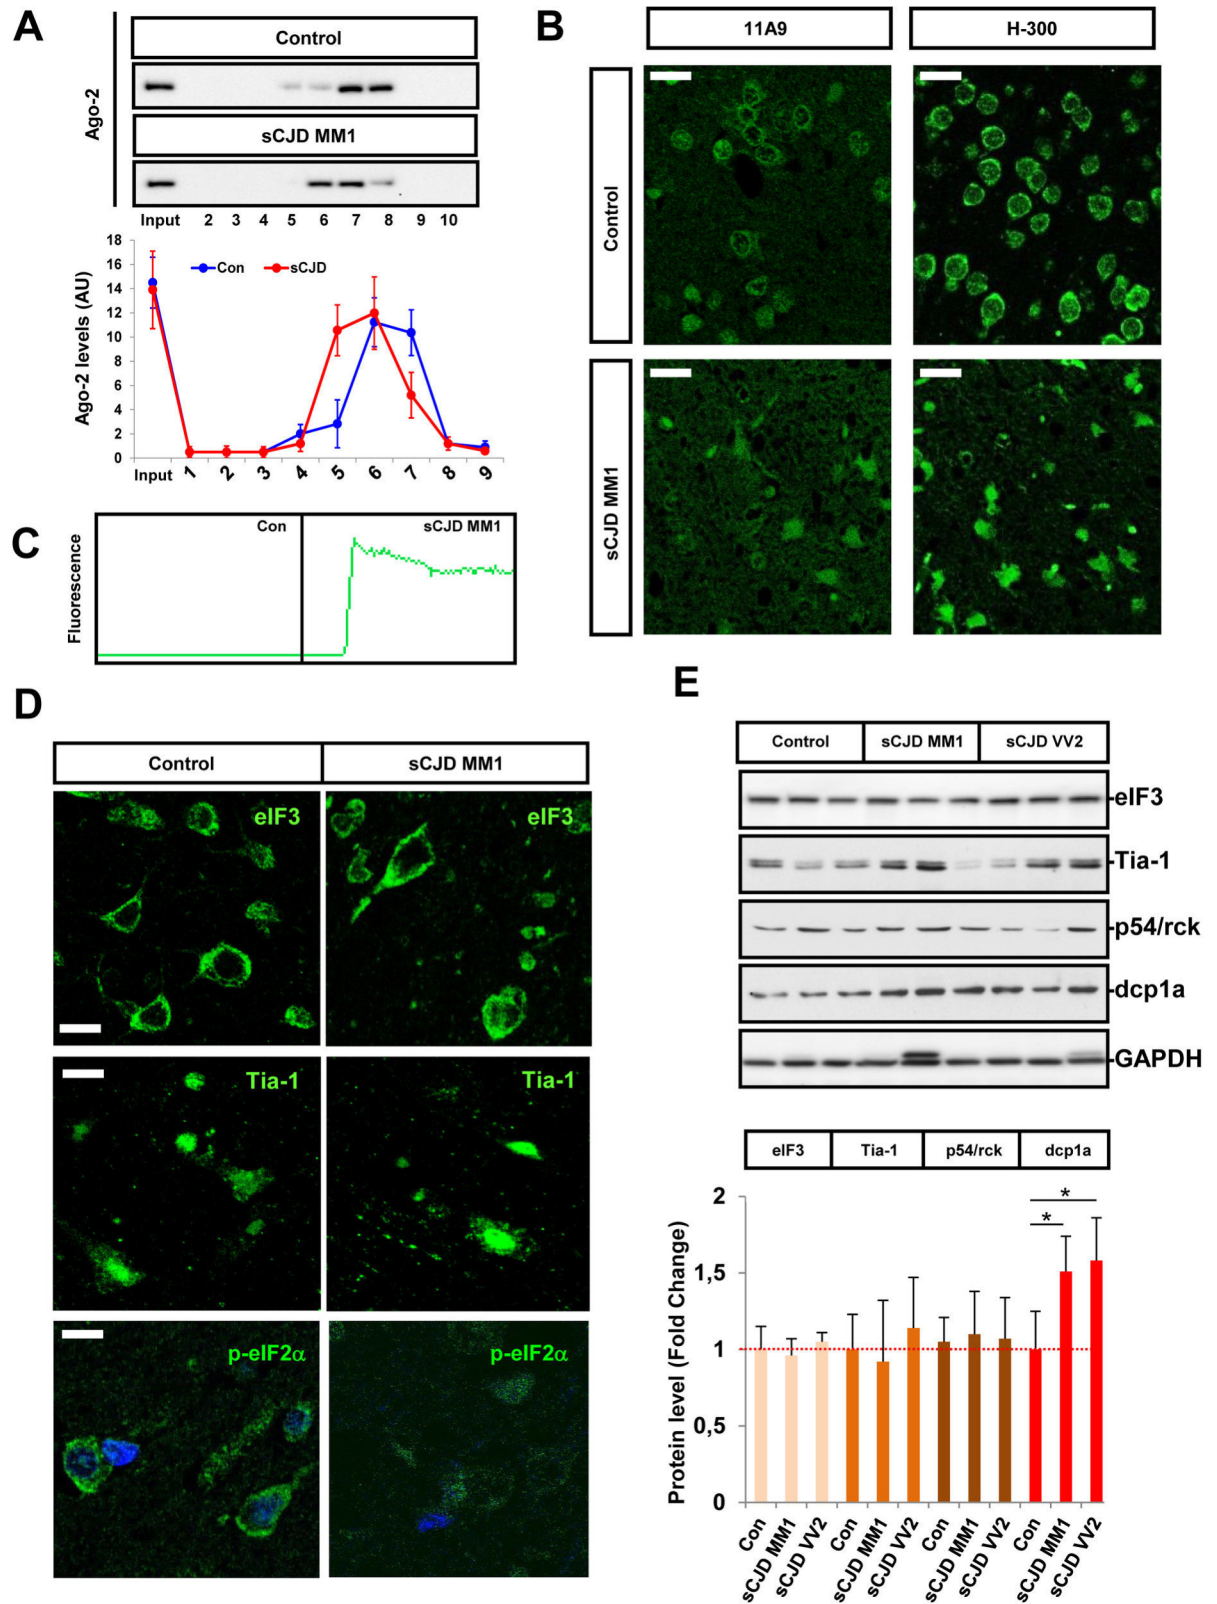 A
Control
Ago-2
sCJD MM1
Input 2 3 4 5 6 7 8 9 10
18
16
14
12
10
8
6
4
2
0
Ago-2 levels (AU)
Con sCJD
Input 1 2 3 4 5 6 7 8 9
B
11A9 H-300
Control
sCJD MM1
C
Fluorescence
Con sCJD MM1
D
Control sCJD MM1
eIF3 eIF3
Tia-1 Tia-1
p-eIF2α p-eIF2α
E
Control sCJD MM1 sCJD VV2
eIF3
Tia-1
p54/rck
dcp1a
GAPDH
eIF3 Tia-1 p54/rck dcp1a
2
1,5
1
0,5
0
Protein level (Fold Change)
*
*
Con sCJD MM1 sCJD VV2 Con sCJD MM1 sCJD VV2 Con sCJD MM1 sCJD VV2 Con sCJD MM1 sCJD VV2